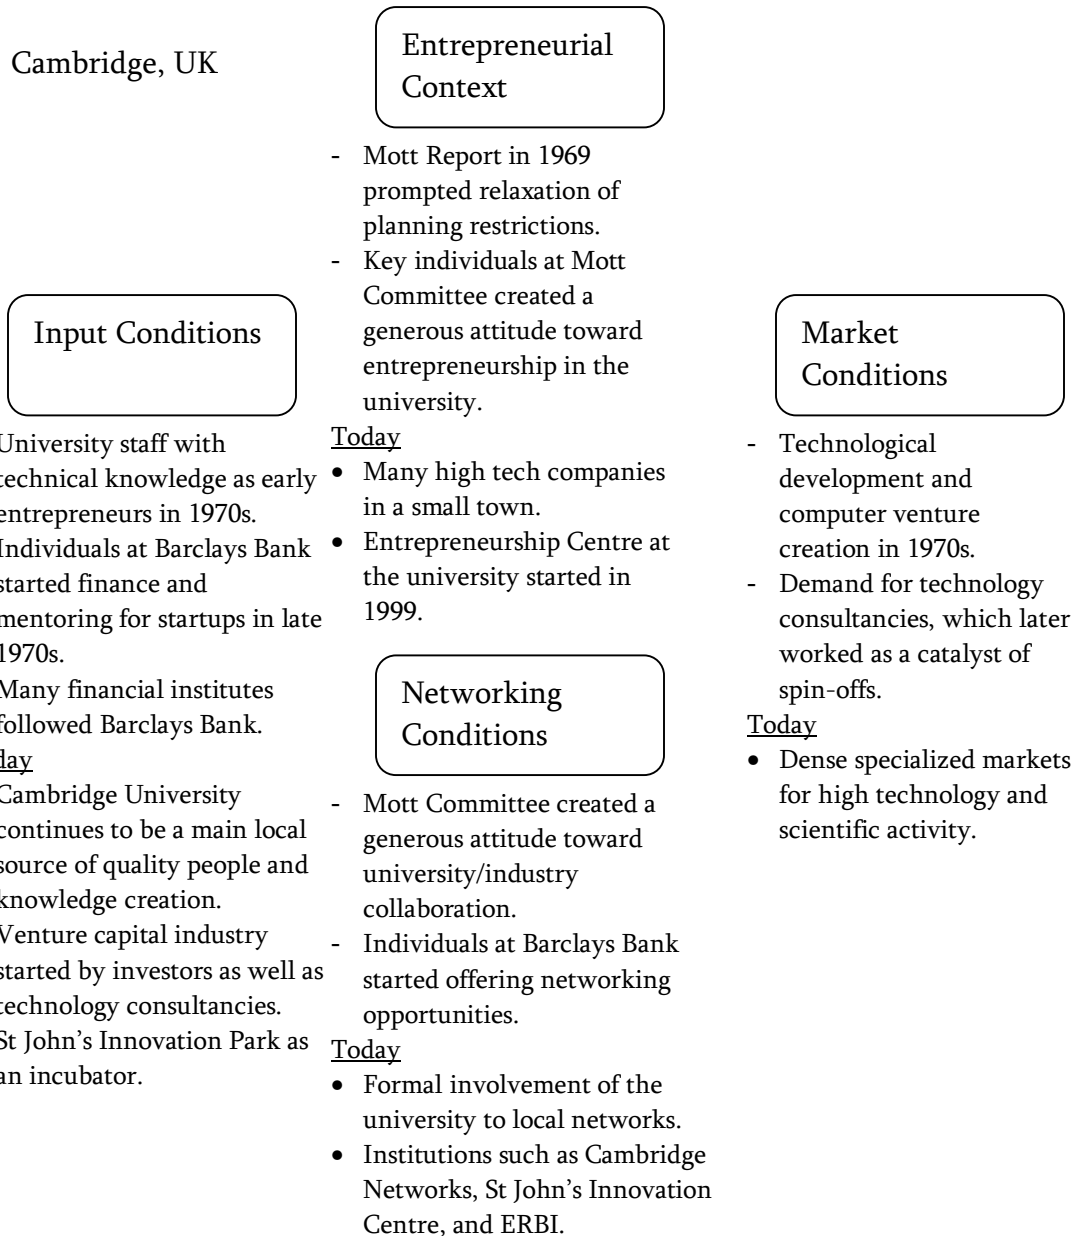 Cambridge, UK
Entrepreneurial
Context
- Mott Report in 1969
prompted relaxation of
planning restrictions.
- Key individuals at Mott
Committee created a
generous attitude toward
entrepreneurship in the
university.
Today
• Many high tech companies
in a small town.
• Entrepreneurship Centre at
the university started in
1999.
Input Conditions
University staff with
technical knowledge as early
entrepreneurs in 1970s.
Individuals at Barclays Bank
started finance and
mentoring for startups in late
1970s.
Many financial institutes
followed Barclays Bank.
day
Cambridge University
continues to be a main local
source of quality people and
knowledge creation.
Venture capital industry
started by investors as well as
technology consultancies.
St John’s Innovation Park as
an incubator.
Networking
Conditions
- Mott Committee created a
generous attitude toward
university/industry
collaboration.
- Individuals at Barclays Bank
started offering networking
opportunities.
Today
• Formal involvement of the
university to local networks.
• Institutions such as Cambridge
Networks, St John’s Innovation
Centre, and ERBI.
Market
Conditions
- Technological
development and
computer venture
creation in 1970s.
- Demand for technology
consultancies, which later
worked as a catalyst of
spin-offs.
Today
• Dense specialized markets
for high technology and
scientific activity.